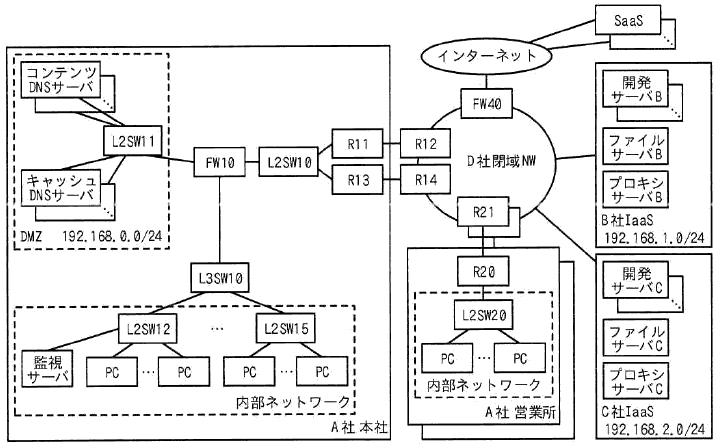 SaaS
インターネット
コンテンツ
DNSサーバ
L2SW11
キャッシュ
DNSサーバ
DMZ 192.168.0.0/24
FW10
L2SW10
R11
R13
R12
R14
FW40
D社閉域NW
R21
開発
サーバB
ファイル
サーバB
プロキシ
サーバB
B社IaaS
192.168.1.0/24
L3SW10
L2SW12
…
L2SW15
監視
サーバ
PC
…
PC
PC
…
PC
内部ネットワーク
A社 本社
R20
L2SW20
PC
…
PC
内部ネットワーク
A社 営業所
開発
サーバC
ファイル
サーバC
プロキシ
サーバC
C社IaaS
192.168.2.0/24